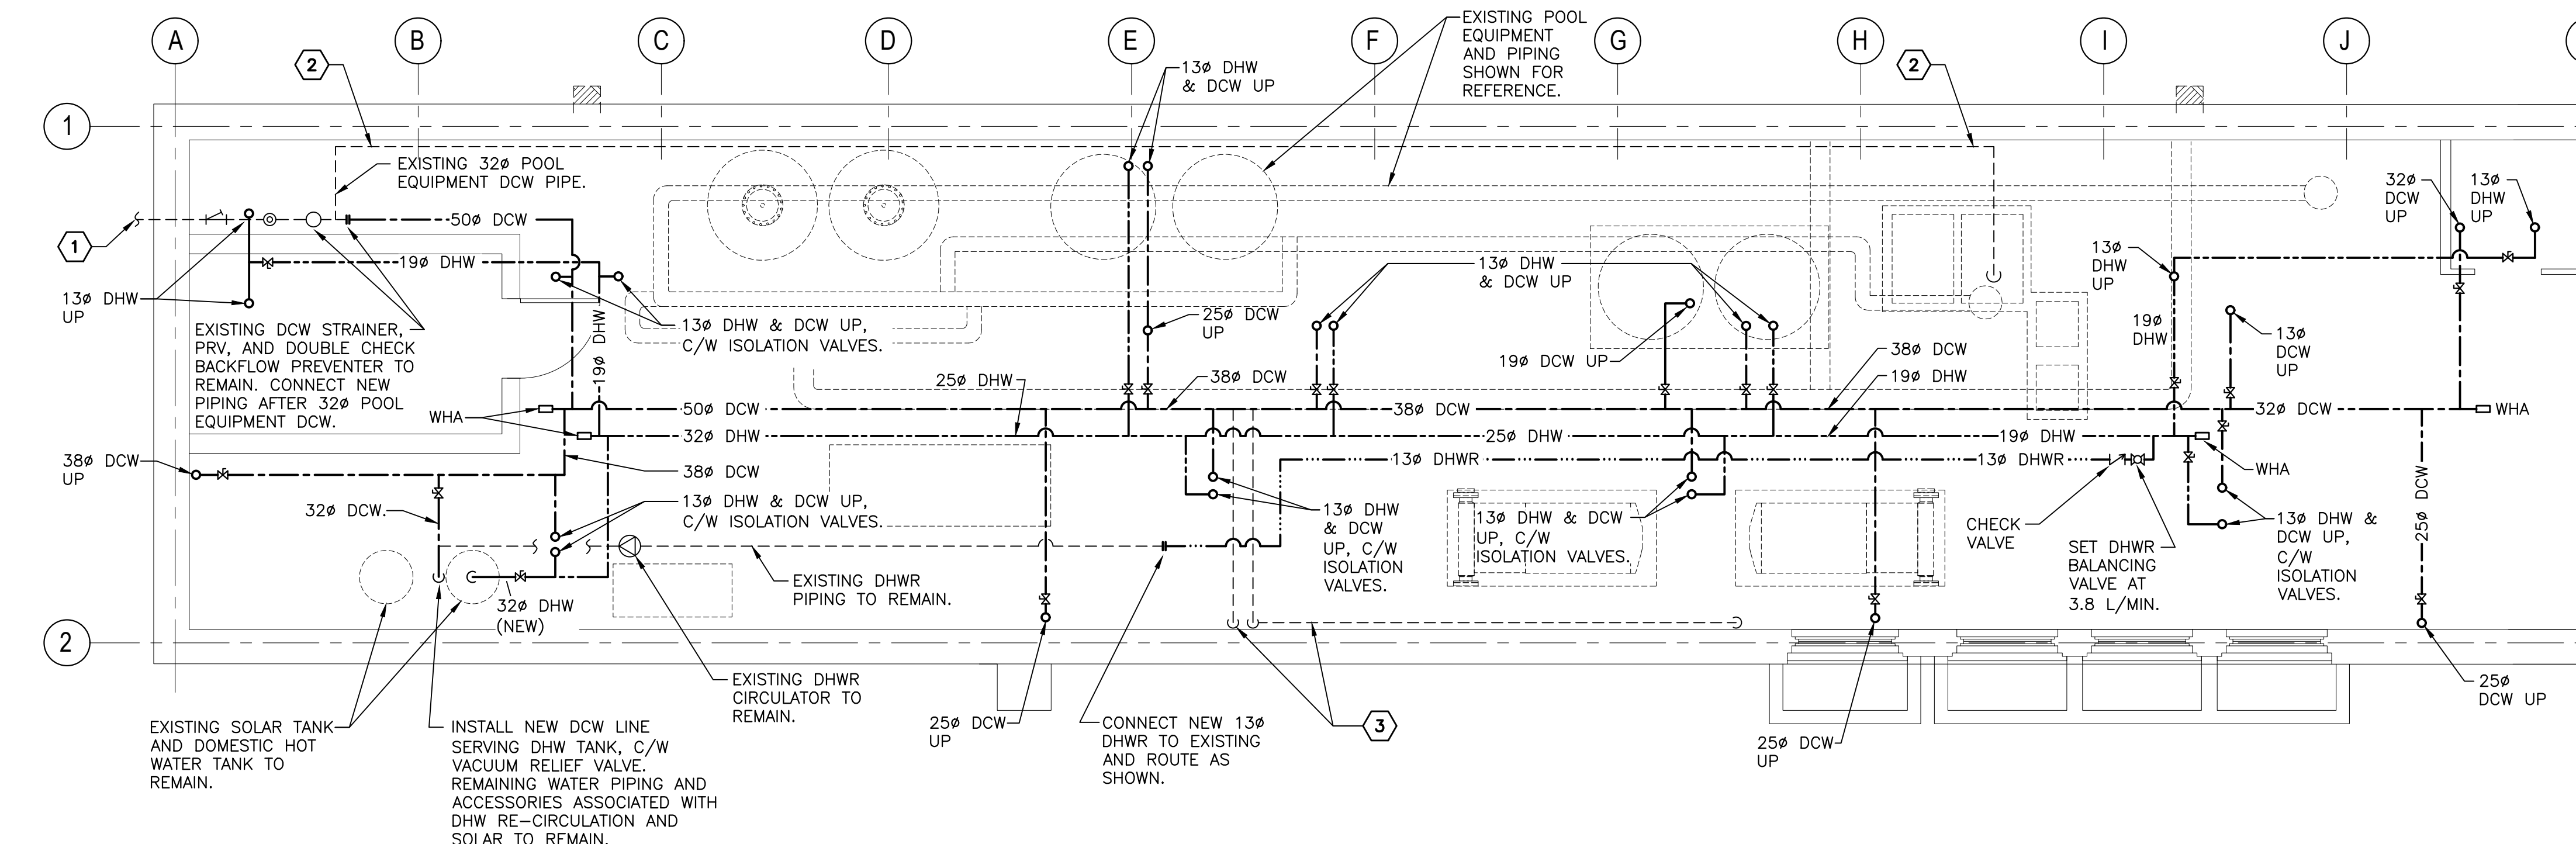 A
B
C
D
E
F
G
H
I
J
1
2
2
2
1
3
EXISTING POOL
EQUIPMENT
AND PIPING
SHOWN FOR
REFERENCE.
13ø DHW
& DCW UP
EXISTING 32ø POOL
EQUIPMENT DCW PIPE.
50ø DCW
19ø DHW
13ø DHW
UP
EXISTING DCW STRAINER,
PRV, AND DOUBLE CHECK
BACKFLOW PREVENTER TO
REMAIN. CONNECT NEW
PIPING AFTER 32ø POOL
EQUIPMENT DCW.
19ø DHW
13ø DHW & DCW UP,
C/W ISOLATION VALVES.
25ø DCW
UP
13ø DHW
& DCW UP
19ø DCW UP
38ø DCW
19ø DHW
13ø
DHW
UP
19ø
DHW
13ø
DCW
UP
32ø
DCW
UP
13ø
DHW
UP
25ø DHW
38ø DCW
WHA
50ø DCW
38ø DCW
32ø DCW
WHA
32ø DHW
25ø DHW
19ø DHW
38ø DCW
UP
38ø DCW
13ø DHWR
13ø DHWR
WHA
32ø DCW.
13ø DHW & DCW UP,
C/W ISOLATION VALVES.
13ø DHW
& DCW
UP, C/W
ISOLATION
VALVES.
13ø DHW & DCW
UP, C/W
ISOLATION VALVES.
CHECK
VALVE
SET DHWR
BALANCING
VALVE AT
3.8 L/MIN.
13ø DHW &
DCW UP,
C/W
ISOLATION
VALVES.
25ø DCW
32ø DHW
(NEW)
EXISTING DHWR
PIPING TO REMAIN.
EXISTING DHWR
CIRCULATOR TO
REMAIN.
EXISTING SOLAR TANK
AND DOMESTIC HOT
WATER TANK TO
REMAIN.
INSTALL NEW DCW LINE
SERVING DHW TANK, C/W
VACUUM RELIEF VALVE.
REMAINING WATER PIPING AND
ACCESSORIES ASSOCIATED WITH
DHW RE-CIRCULATION AND
SOLAR TO REMAIN.
25ø DCW
UP
CONNECT NEW 13ø
DHWR TO EXISTING
AND ROUTE AS
SHOWN.
25ø DCW
UP
25ø
DCW UP